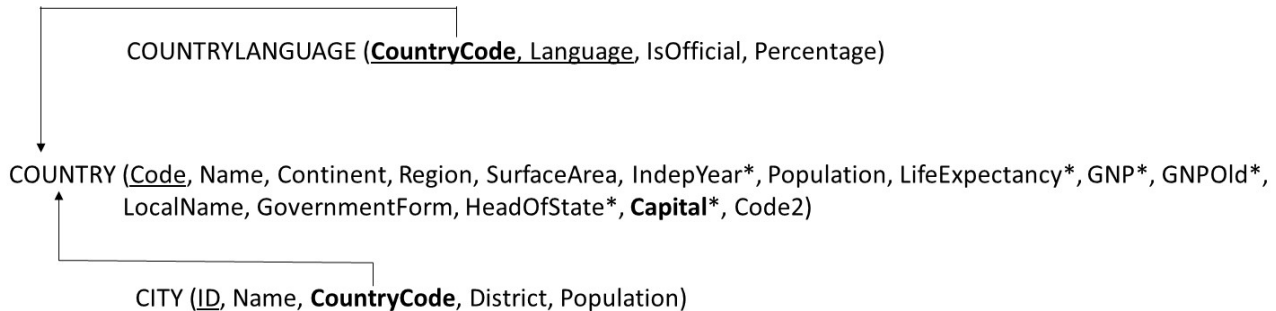 COUNTRYLANGUAGE (CountryCode, Language, IsOfficial, Percentage)
COUNTRY (Code, Name, Continent, Region, SurfaceArea, IndepYear*, Population, LifeExpectancy*, GNP*, GNPOld*,
LocalName, GovernmentForm, HeadOfState*, Capital*, Code2)
CITY (ID, Name, CountryCode, District, Population)